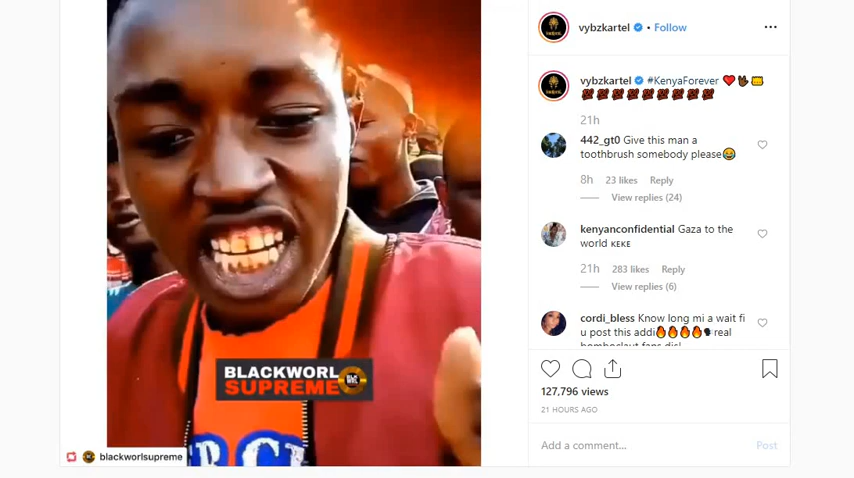 vybzkartel • Follow
vybzkartel #KenyaForever
21h
442_gt0 Give this man a
toothbrush somebody please
8h 23 likes Reply
View replies (24)
kenyanconfidential Gaza to the
world ᴋᴇᴋᴇ
21h 283 likes Reply
View replies (6)
cordi_bless Know long mi a wait fi
u post this addi real
BLACKWORL
SUPREME
blackworlsupreme
127,796 views
21 HOURS AGO
Add a comment... Post